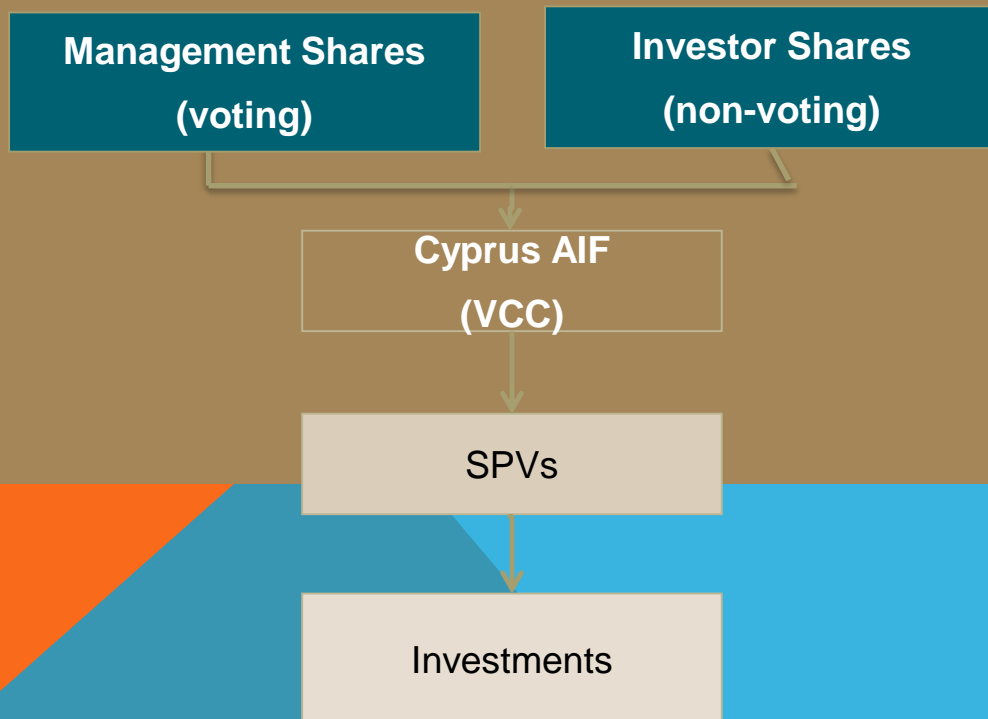 Management Shares
(voting)
Investor Shares
(non-voting)
Cyprus AIF
(VCC)
SPVs
Investments